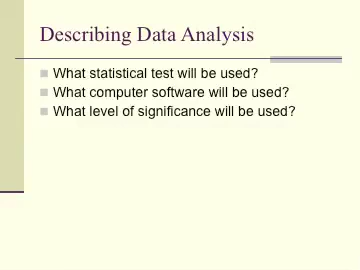 Describing Data Analysis
What statistical test will be used?
What computer software will be used?
What level of significance will be used?